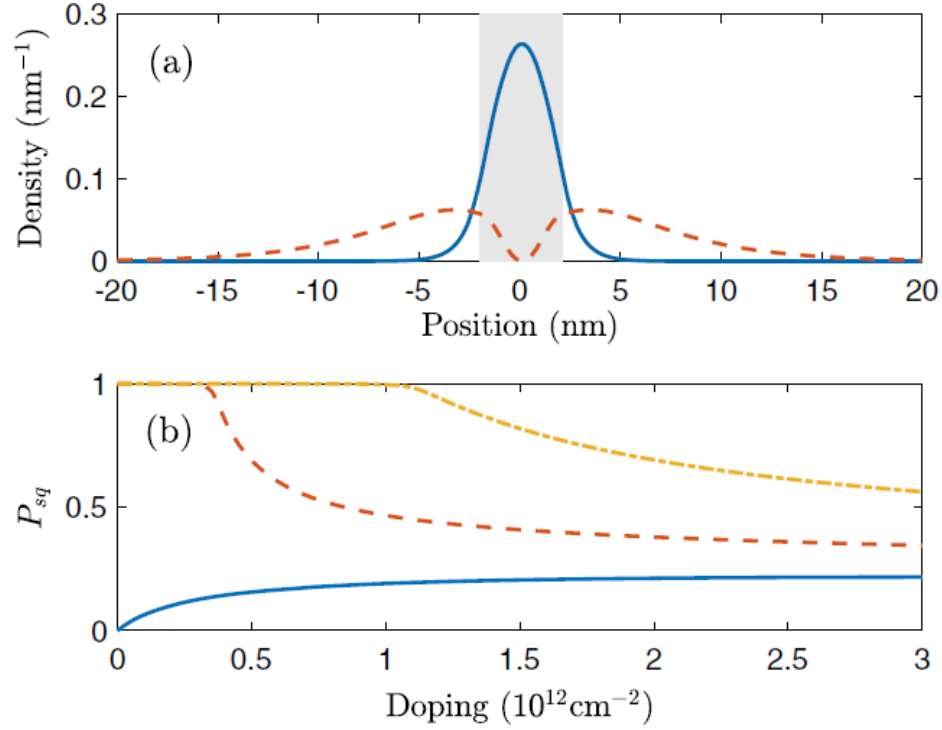 0.3
(a)
0.2
Density (nm⁻¹)
0.1
0
-20 -15 -10 -5 0 5 10 15 20
Position (nm)
1
(b)
P_{sq}
0.5
0
0 0.5 1 1.5 2 2.5 3
Doping (10¹²cm⁻²)